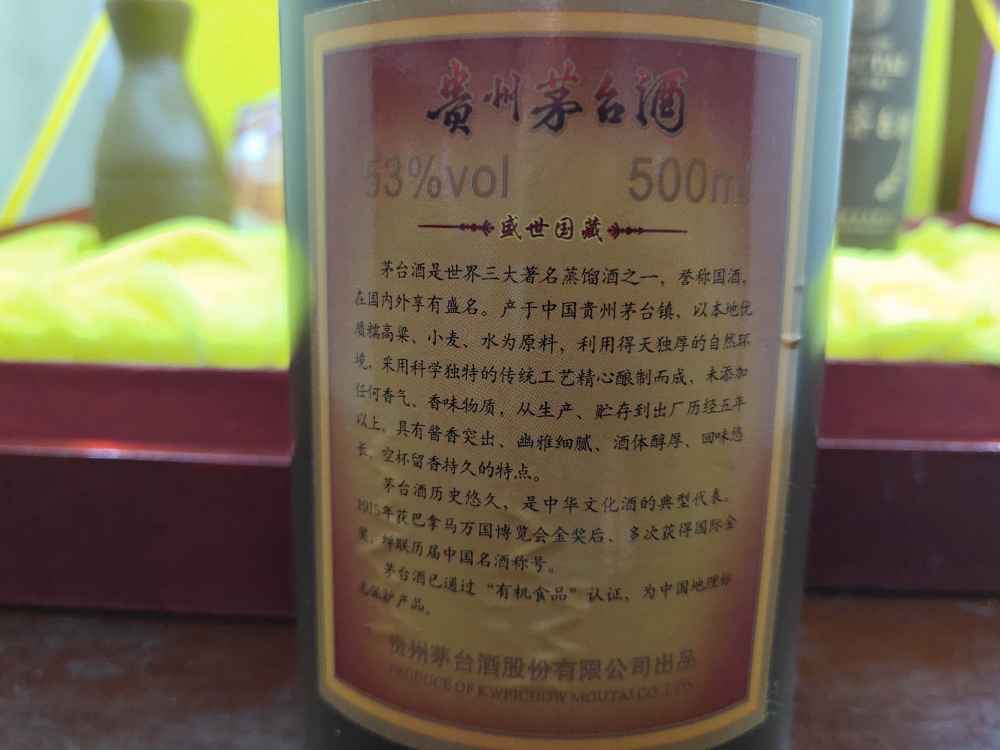 贵州茅台酒
53%vol 500ml
盛世国藏
茅台酒是世界三大著名蒸馏酒之一，誉称国酒，
在国内外享有盛名。产于中国贵州茅台镇，以本地优
质糯高粱、小麦、水为原料，利用得天独厚的自然环
境，采用科学独特的传统工艺精心酿制而成，未添加
任何香气、香味物质，从生产、贮存到出厂历经五年
以上。具有酱香突出、幽雅细腻、酒体醇厚、回味悠
长、空杯留香持久的特点。
茅台酒历史悠久，是中华文化酒的典型代表。
1915年获巴拿马万国博览会金奖后、多次获得国际金
奖，蝉联历届中国名酒称号。
茅台酒已通过“有机食品”认证，为中国地理标
志保护产品。
贵州茅台酒股份有限公司出品
PRODUCE OF KWEICHOW MOUTAI CO., LTD.